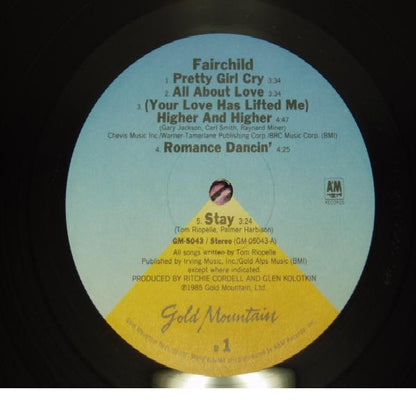 Fairchild
1. Pretty Girl Cry 3:34
2. All About Love 3:34
3. (Your Love Has Lifted Me)
Higher And Higher 4:47
(Gary Jackson, Carl Smith, Raynard Miner)
Chevis Music Inc./Warner-Tamerlane Publishing Corp./BRC Music Corp. (BMI)
4. Romance Dancin' 4:25
A&M
RECORDS
5. Stay 3:24
(Tom Riopelle, Palmer Harbison)
GM-5043 / Stereo (GM-05043-A)
All songs written by Tom Riopelle
Published by Irving Music, Inc./Gold Alps Music (BMI)
except where indicated.
PRODUCED BY RITCHIE CORDELL AND GLEN KOLOTKIN
℗1985 Gold Mountain, Ltd.
Gold Mountain
1